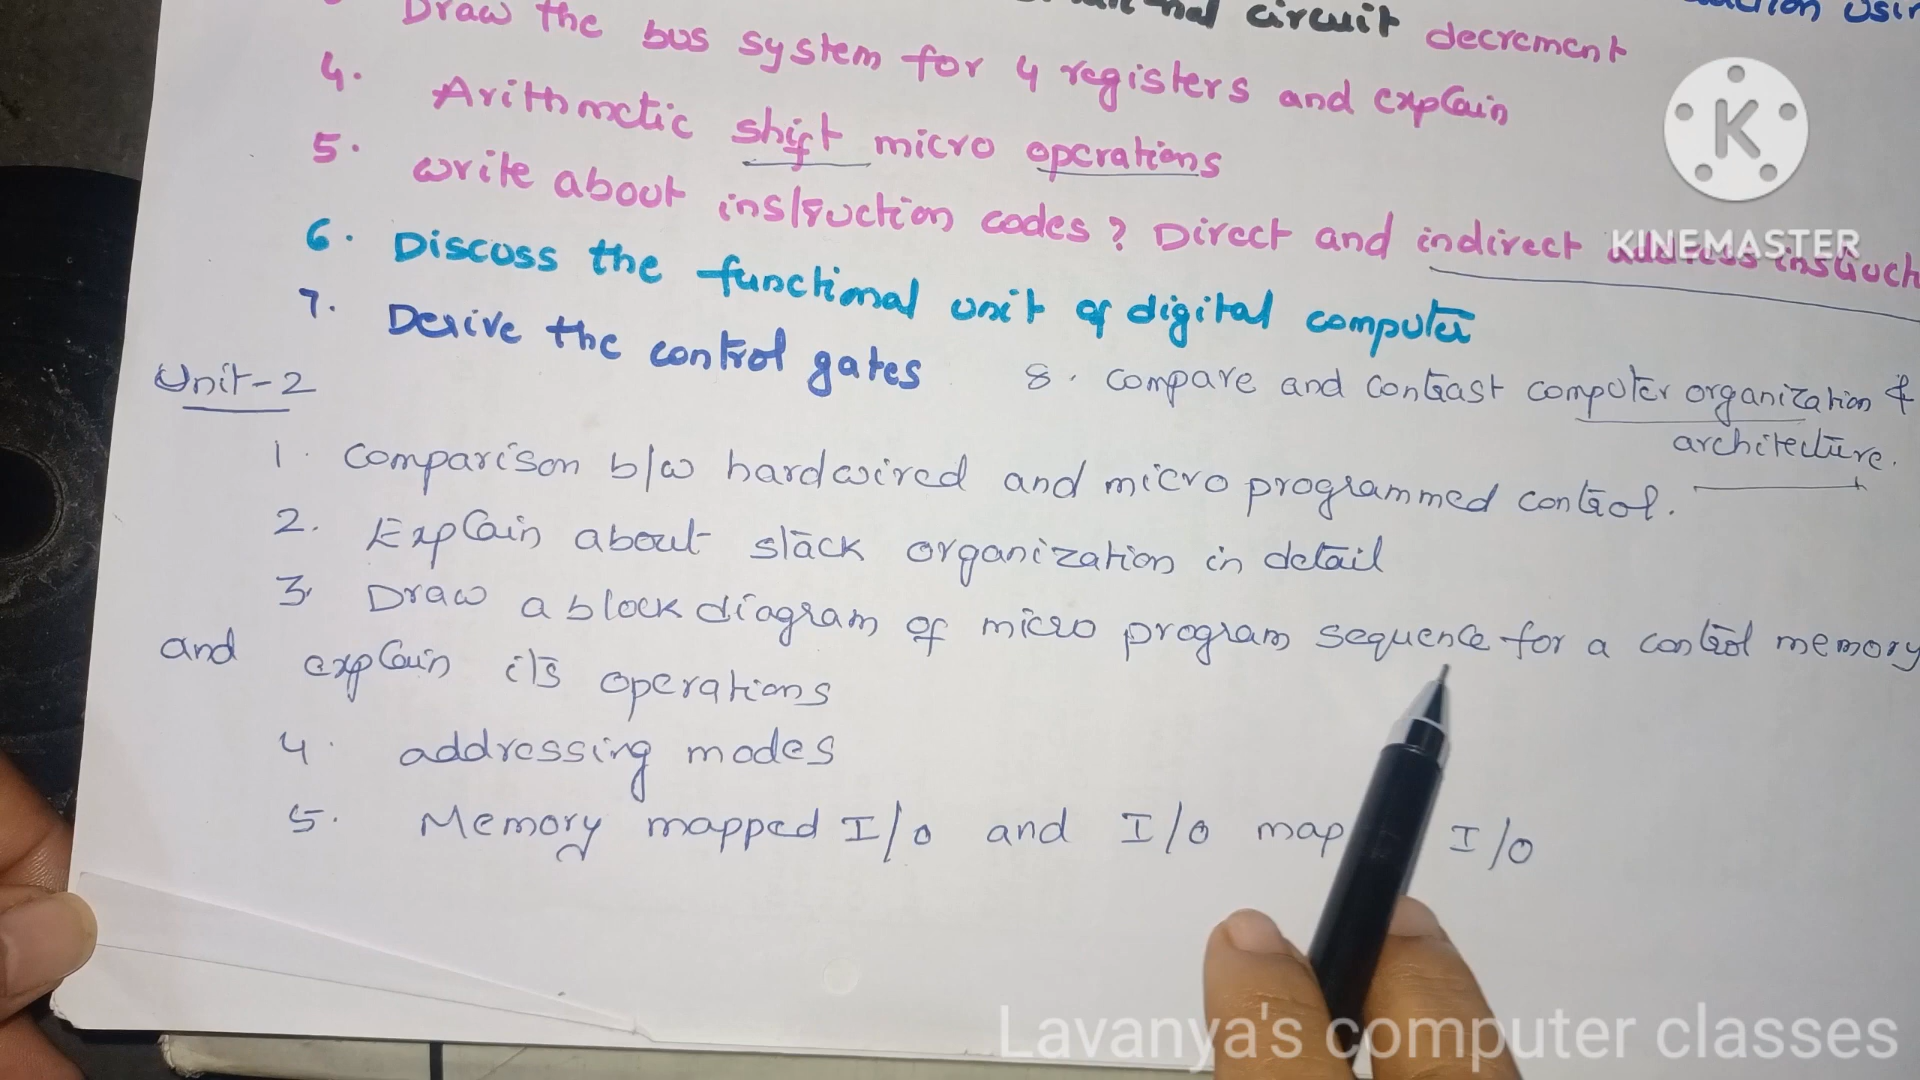 circuit decrement
Draw the bus system for 4 registers and explain
4. Arithmetic shift micro operations
5. write about instruction codes? Direct and indirect address
6. Discuss the functional unit of digital computer
7. Derive the control gates
8. compare and contrast computer organization &
architecture.
Unit-2
1. Comparison b/w hardwired and micro programmed control.
2. Explain about stack organization in detail
3. Draw a block diagram of micro program sequence for a control memory
and explain its operations
4. addressing modes
5. Memory mapped I/O and I/O map I/O
K
KINEMASTER
Lavanya's computer classes